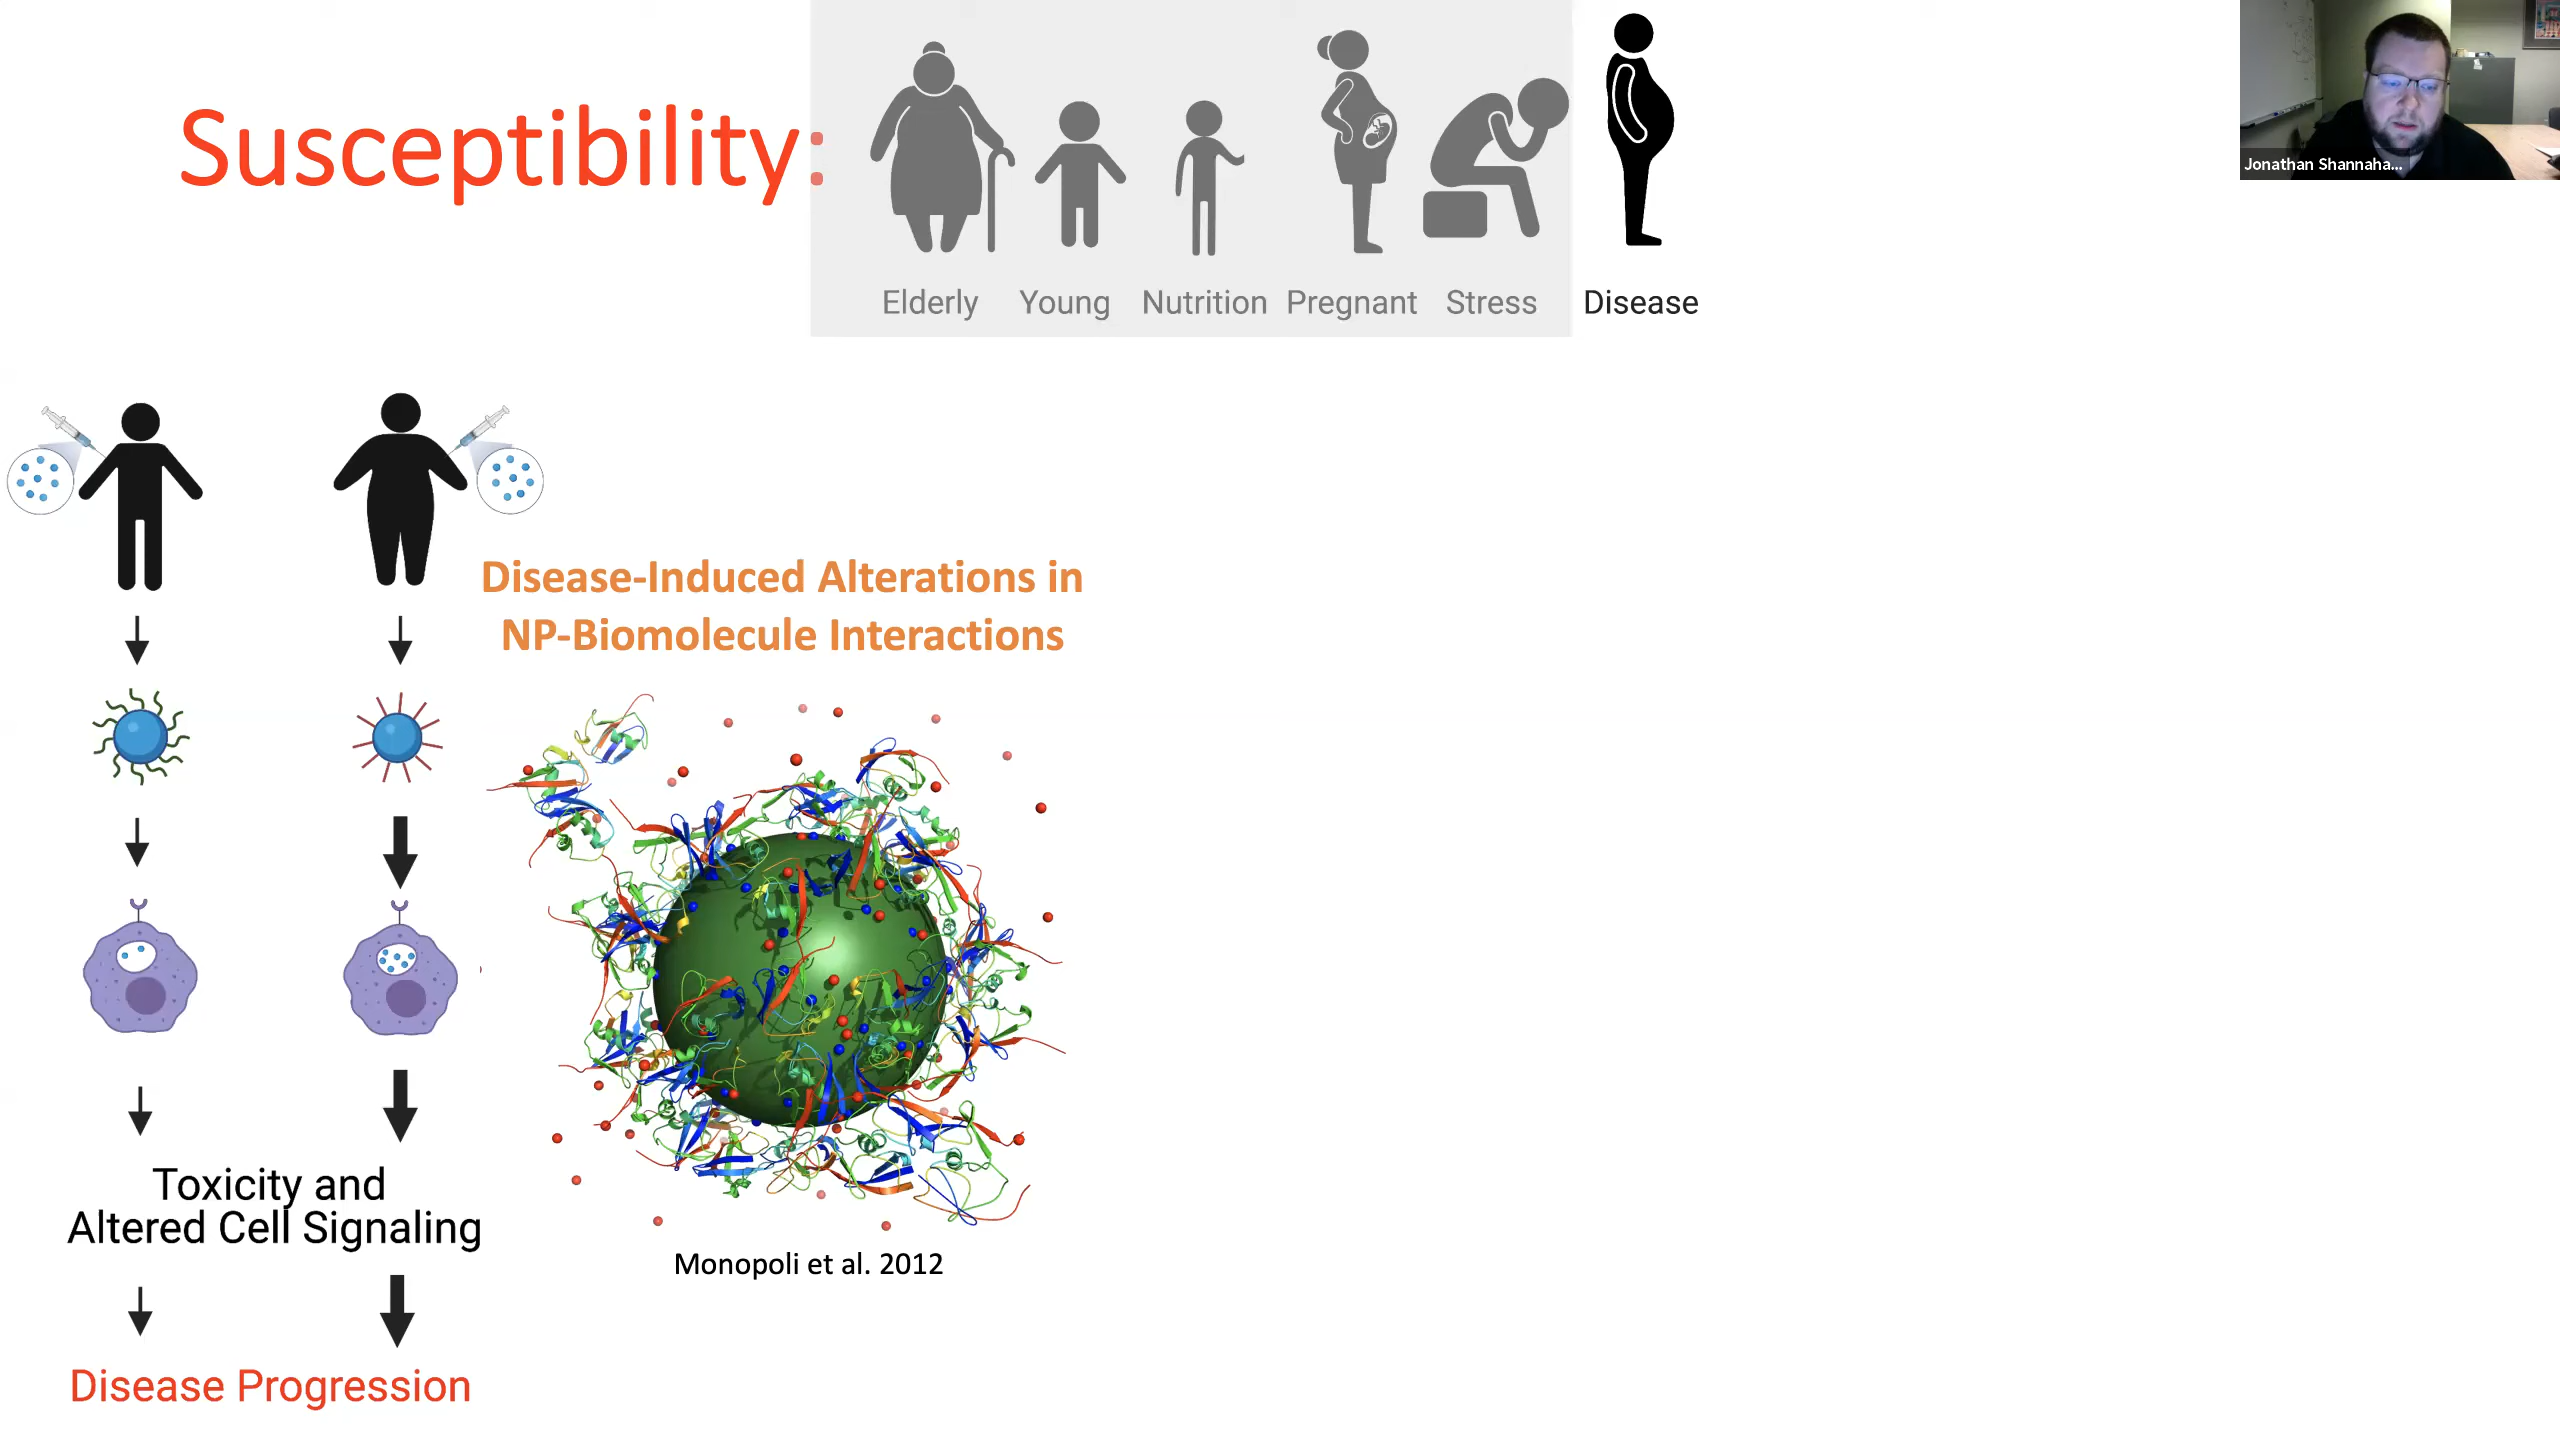 Susceptibility:
Elderly Young Nutrition Pregnant Stress Disease
Jonathan Shannaha...
Disease-Induced Alterations in
NP-Biomolecule Interactions
Monopoli et al. 2012
Toxicity and
Altered Cell Signaling
Disease Progression